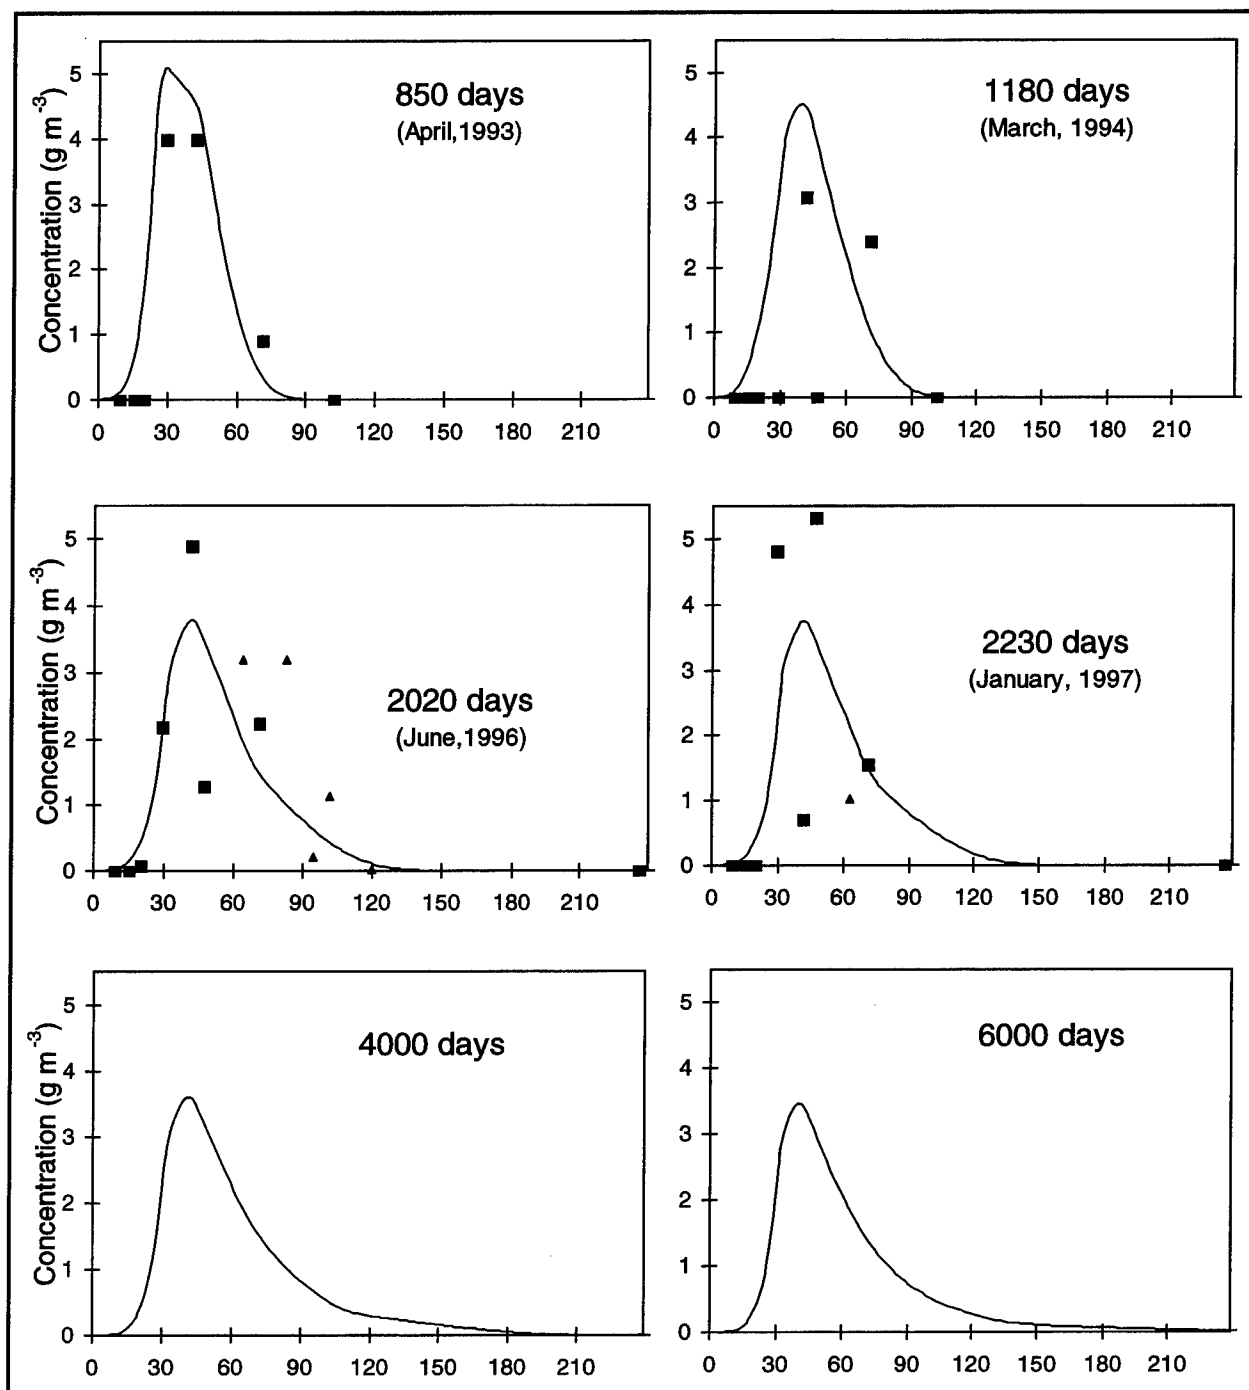 Concentration (g m⁻³)
5
4
3
2
1
0
850 days
(April,1993)
0 30 60 90 120 150 180 210
5
4
3
2
1
0
1180 days
(March, 1994)
0 30 60 90 120 150 180 210
Concentration (g m⁻³)
5
4
3
2
1
0
2020 days
(June,1996)
0 30 60 90 120 150 180 210
5
4
3
2
1
0
2230 days
(January, 1997)
0 30 60 90 120 150 180 210
Concentration (g m⁻³)
5
4
3
2
1
0
4000 days
0 30 60 90 120 150 180 210
5
4
3
2
1
0
6000 days
0 30 60 90 120 150 180 210